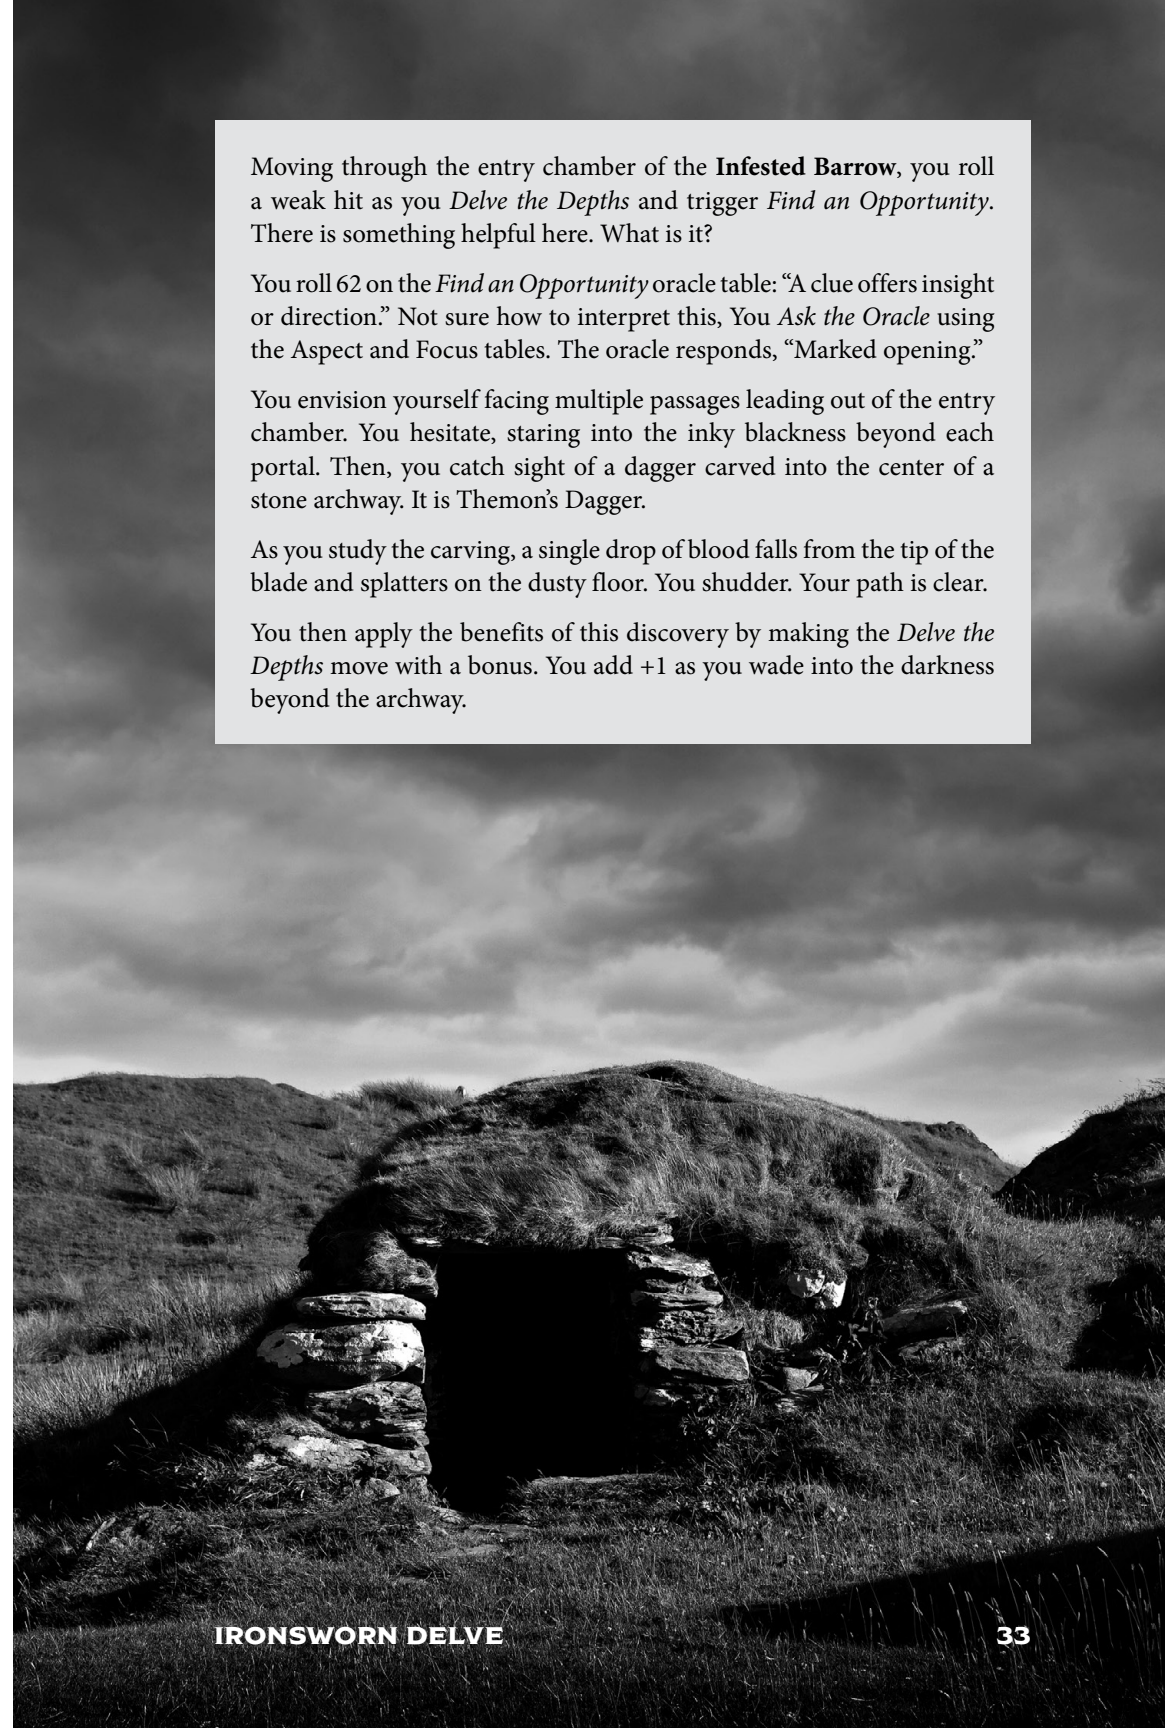 Moving through the entry chamber of the Infested Barrow, you roll
a weak hit as you Delve the Depths and trigger Find an Opportunity.
There is something helpful here. What is it?
You roll 62 on the Find an Opportunity oracle table: “A clue offers insight
or direction.” Not sure how to interpret this, You Ask the Oracle using
the Aspect and Focus tables. The oracle responds, “Marked opening.”
You envision yourself facing multiple passages leading out of the entry
chamber. You hesitate, staring into the inky blackness beyond each
portal. Then, you catch sight of a dagger carved into the center of a
stone archway. It is Themon’s Dagger.
As you study the carving, a single drop of blood falls from the tip of the
blade and splatters on the dusty floor. You shudder. Your path is clear.
You then apply the benefits of this discovery by making the Delve the
Depths move with a bonus. You add +1 as you wade into the darkness
beyond the archway.
IRONSWORN DELVE
33